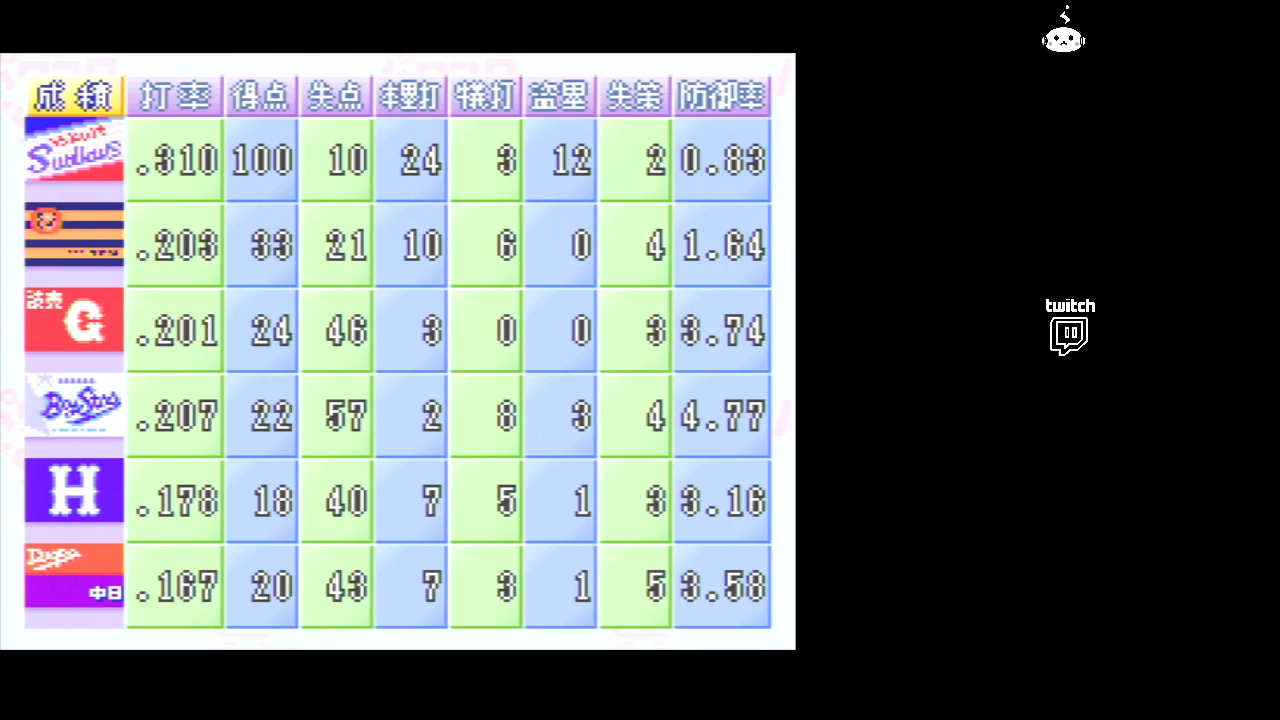 成績 打率 得点 失点 本塁打 犠打 盗塁 失策 防御率
Yakult
Swallows
.310 100 10 24 3 12 2 0.83
.203 33 21 10 6 0 4 1.64
読売 G
.201 24 46 3 0 0 3 3.74
BayStars
.207 22 57 2 8 3 4 4.77
H
.178 18 40 7 5 1 3 3.16
中日
.167 20 43 7 3 1 5 3.58
twitch